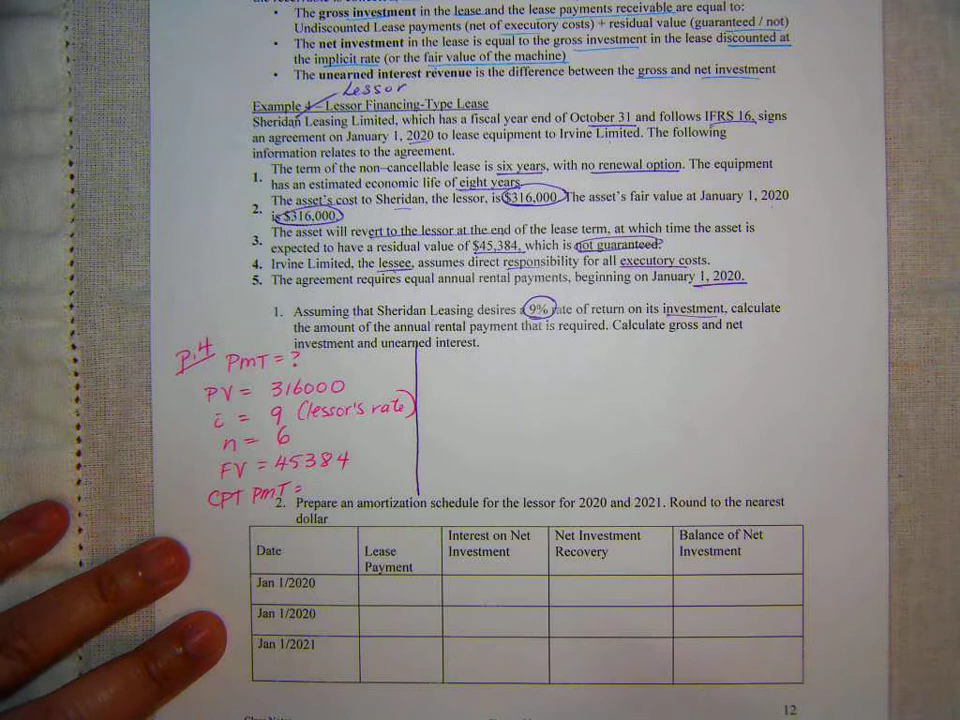 • The gross investment in the lease and the lease payments receivable are equal to:
Undiscounted Lease payments (net of executory costs) + residual value (guaranteed / not)
• The net investment in the lease is equal to the gross investment in the lease discounted at
the implicit rate (or the fair value of the machine)
• The unearned interest revenue is the difference between the gross and net investment
Lessor
Example 4 – Lessor Financing-Type Lease
Sheridan Leasing Limited, which has a fiscal year end of October 31 and follows IFRS 16, signs
an agreement on January 1, 2020 to lease equipment to Irvine Limited. The following
information relates to the agreement.
1. The term of the non–cancellable lease is six years, with no renewal option. The equipment
has an estimated economic life of eight years.
2. The asset's cost to Sheridan, the lessor, is $316,000. The asset's fair value at January 1, 2020
is $316,000.
3. The asset will revert to the lessor at the end of the lease term, at which time the asset is
expected to have a residual value of $45,384, which is not guaranteed.
4. Irvine Limited, the lessee, assumes direct responsibility for all executory costs.
5. The agreement requires equal annual rental payments, beginning on January 1, 2020.
1. Assuming that Sheridan Leasing desires a 9% rate of return on its investment, calculate
the amount of the annual rental payment that is required. Calculate gross and net
investment and unearned interest.
P.4 PMT = ?
PV = 316000
i = 9 (lessor's rate)
n = 6
FV = 45384
CPT PMT =
2. Prepare an amortization schedule for the lessor for 2020 and 2021. Round to the nearest
dollar
Date Lease Payment Interest on Net Investment Net Investment Recovery Balance of Net Investment
Jan 1/2020
Jan 1/2020
Jan 1/2021
12